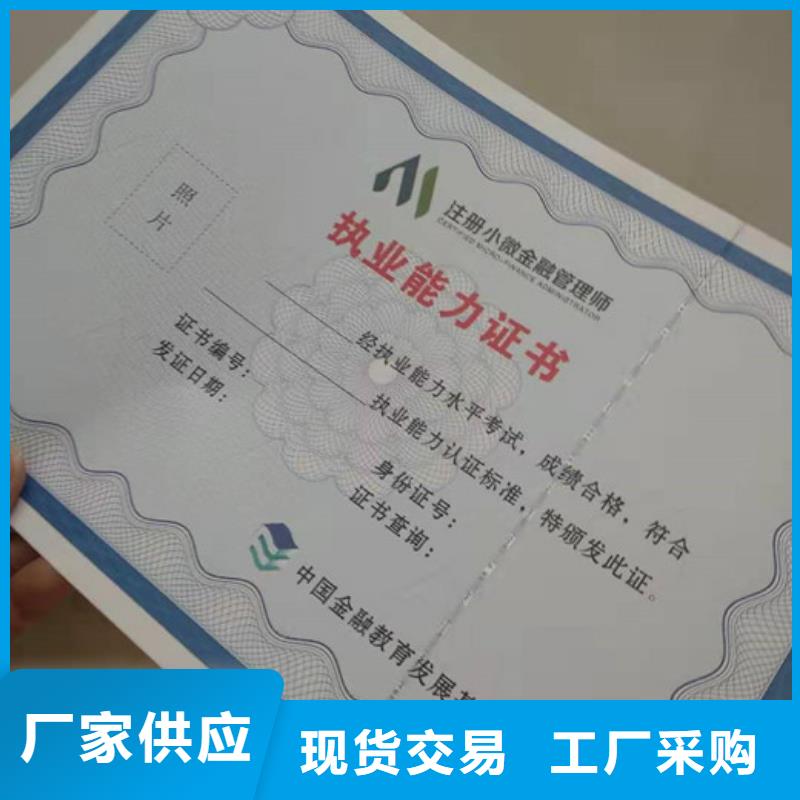 注册小微金融管理师
CERTIFIED MICRO-FINANCE ADMINISTRATOR
执业能力证书
照
片
经执业能力水平考试，成绩合格，符合
执业能力认证标准，特颁发此证。
证书编号：
身份证号：
发证日期：
证书查询：
中国金融教育发展
厂家供应
现货交易
工厂采购